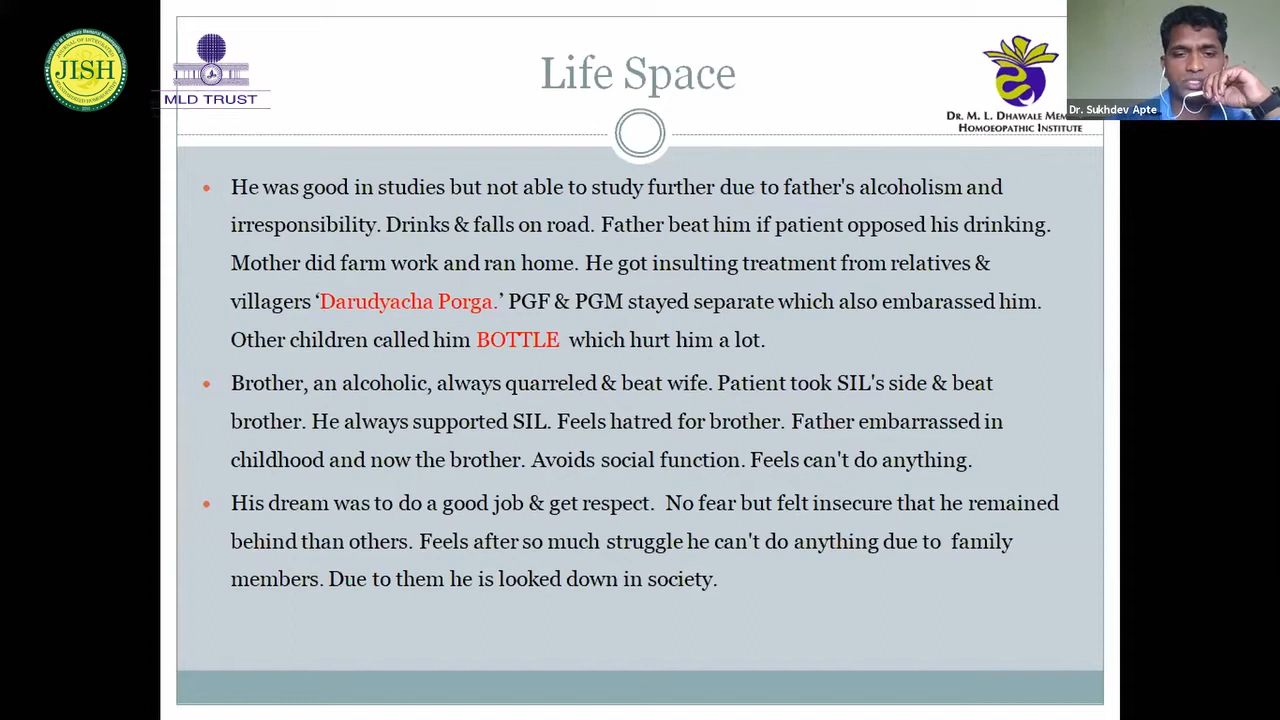 Life Space
JISH
MLD TRUST
Dr. M. L. Dhawale Mem
Homoeopathic Institute
Dr. Sukhdev Apte
• He was good in studies but not able to study further due to father's alcoholism and
irresponsibility. Drinks & falls on road. Father beat him if patient opposed his drinking.
Mother did farm work and ran home. He got insulting treatment from relatives &
villagers ‘Darudyacha Porga.’ PGF & PGM stayed separate which also embarassed him.
Other children called him BOTTLE which hurt him a lot.
• Brother, an alcoholic, always quarreled & beat wife. Patient took SIL's side & beat
brother. He always supported SIL. Feels hatred for brother. Father embarrassed in
childhood and now the brother. Avoids social function. Feels can't do anything.
• His dream was to do a good job & get respect. No fear but felt insecure that he remained
behind than others. Feels after so much struggle he can't do anything due to family
members. Due to them he is looked down in society.